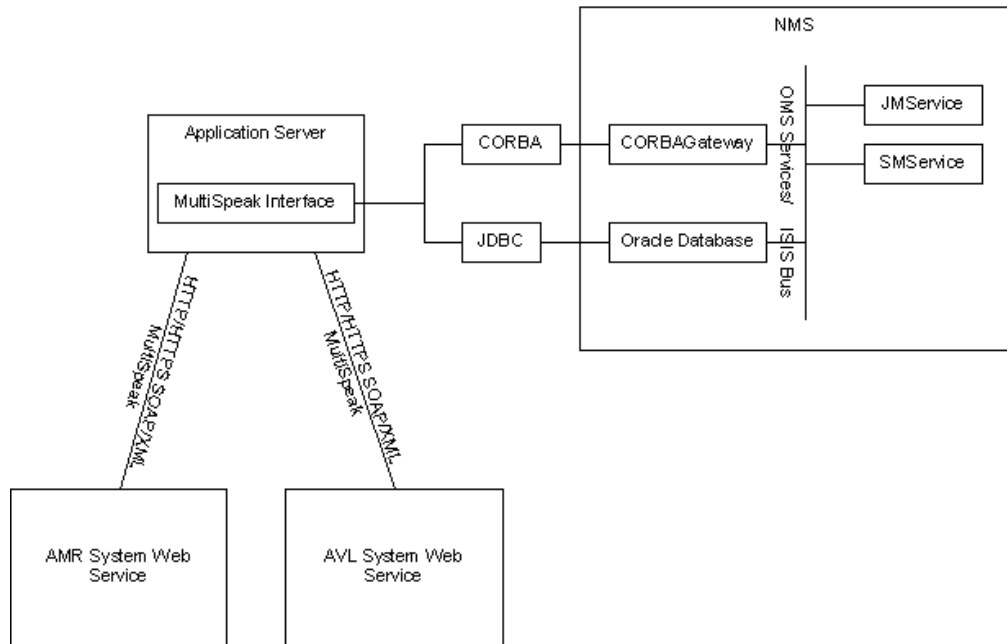 NMS
Application Server
MultiSpeak Interface
CORBA
CORBAGateway
JDBC
Oracle Database
OMS Services/
ISIS Bus
JMService
SMService
HTTP/HTTPS SOAP/XML
MultiSpeak
HTTP/HTTPS SOAP/XML
MultiSpeak
AMR System Web
Service
AVL System Web
Service